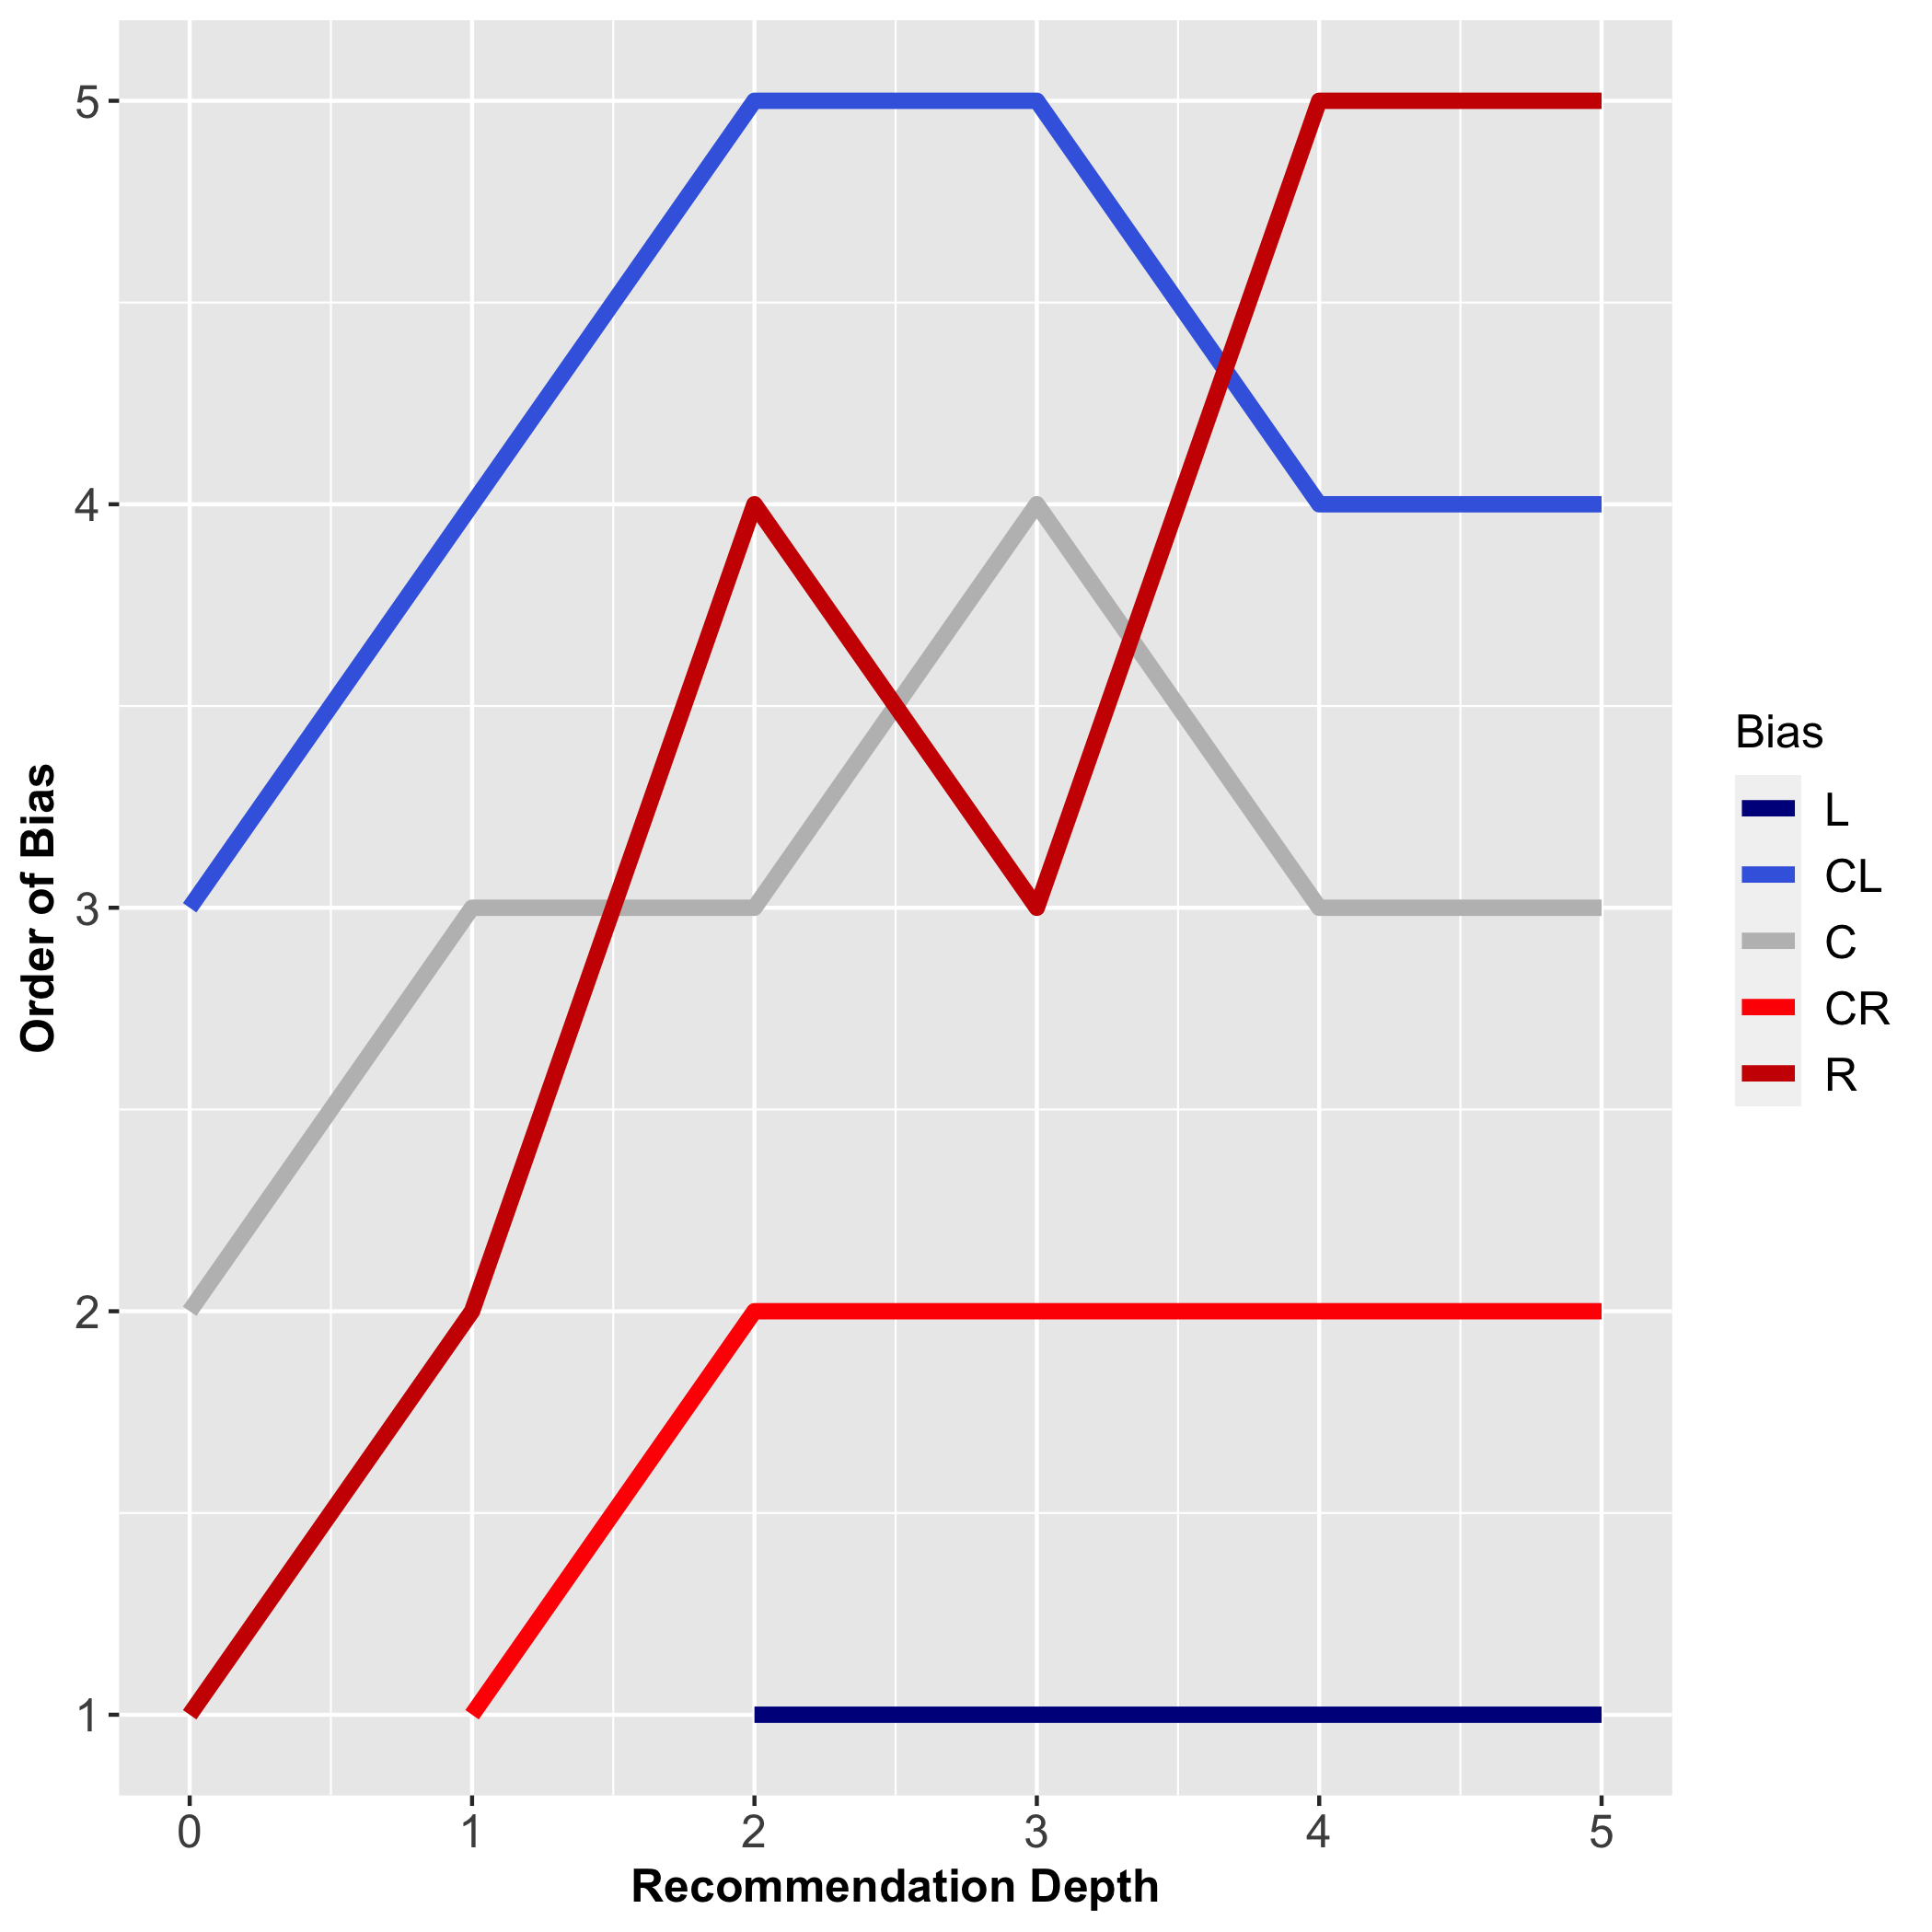 5
4
3
2
1
Order of Bias
0 1 2 3 4 5
Recommendation Depth
Bias
L
CL
C
CR
R